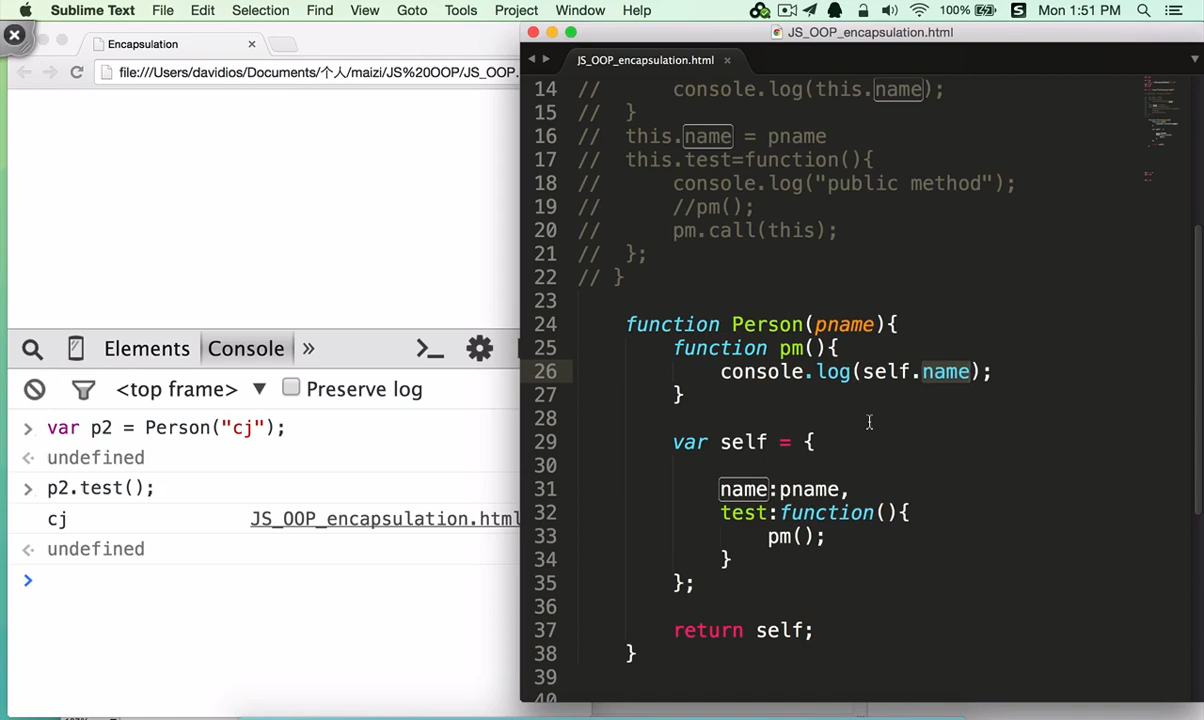 Sublime Text File Edit Selection Find View Goto Tools Project Window Help 100% Mon 1:51 PM
Encapsulation
file:///Users/davidios/Documents/个人/maizi/JS%20OOP/JS_OOP_
Elements Console »
<top frame> ▼ Preserve log
> var p2 = Person("cj");
undefined
> p2.test();
cj JS_OOP_encapsulation.html
undefined
>
JS_OOP_encapsulation.html
JS_OOP_encapsulation.html ×
14 //      console.log(this.name);
15 //  }
16 //  this.name = pname
17 //  this.test=function(){
18 //      console.log("public method");
19 //      //pm();
20 //      pm.call(this);
21 //  };
22 // }
23
24 function Person(pname){
25     function pm(){
26         console.log(self.name);
27     }
28
29     var self = {
30
31         name:pname,
32         test:function(){
33             pm();
34         }
35     };
36
37     return self;
38 }
39
40